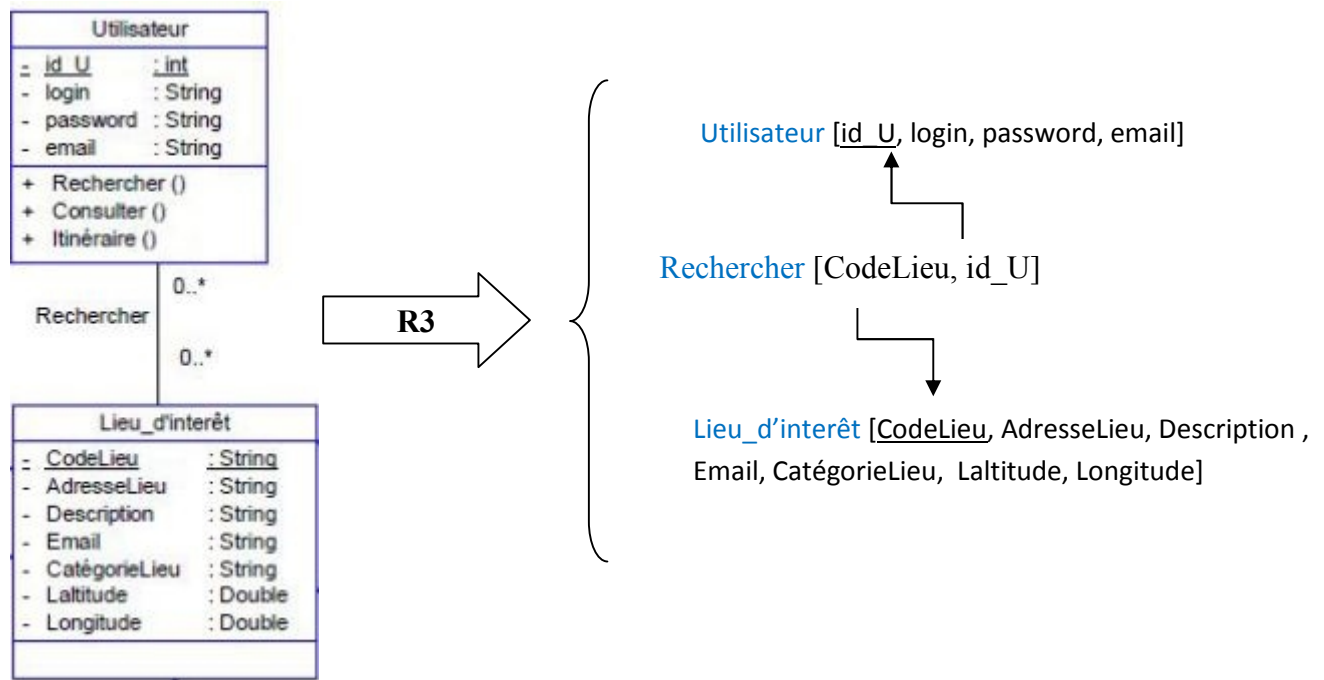 Utilisateur
- id_U : int
- login : String
- password : String
- email : String
+ Rechercher ()
+ Consulter ()
+ Itinéraire ()
0..*
Rechercher
0..*
Lieu_d'interêt
- CodeLieu : String
- AdresseLieu : String
- Description : String
- Email : String
- CatégorieLieu : String
- Laltitude : Double
- Longitude : Double
R3
Utilisateur [id_U, login, password, email]
Rechercher [CodeLieu, id_U]
Lieu_d’interêt [CodeLieu, AdresseLieu, Description ,
Email, CatégorieLieu, Laltitude, Longitude]